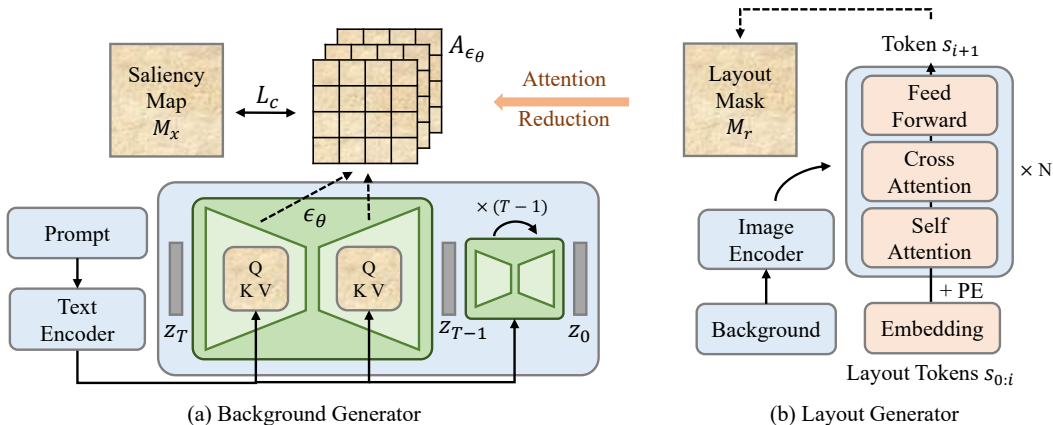 Saliency
Map
M_x
L_C
A_{ϵ_θ}
Attention
Reduction
Prompt
Text
Encoder
ϵ_θ
Q
K V
Q
K V
× (T − 1)
z_T
z_{T−1}
z_0
(a) Background Generator
Layout
Mask
M_r
Token s_{i+1}
Feed
Forward
Cross
Attention
Self
Attention
× N
Image
Encoder
Background
+ PE
Embedding
Layout Tokens s_{0:i}
(b) Layout Generator